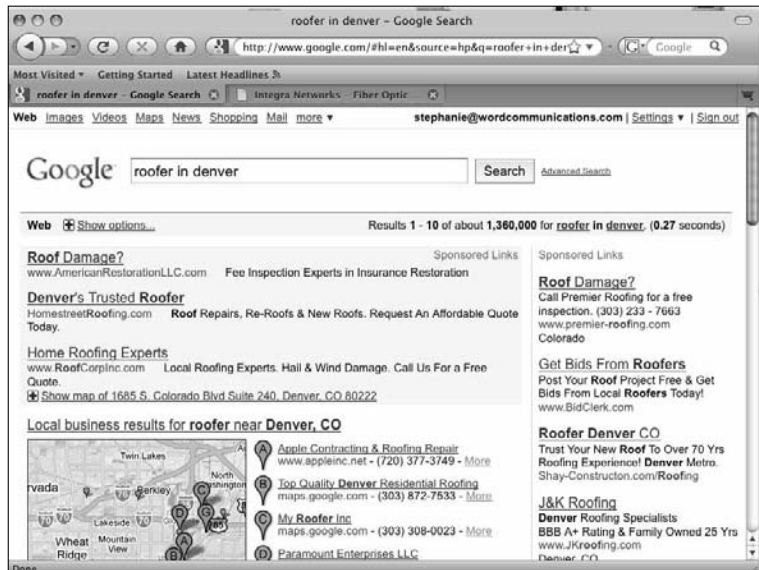 roofer in denver – Google Search
http://www.google.com/#hl=en&source=hp&q=roofer+in+der
Google
Most Visited Getting Started Latest Headlines
roofer in denver – Google Search
Integra Networks – Fiber Optic ...
Web Images Videos Maps News Shopping Mail more
stephanie@wordcommunications.com | Settings | Sign out
Google
roofer in denver
Search
Advanced Search
Web Show options...
Results 1 - 10 of about 1,360,000 for roofer in denver. (0.27 seconds)
Roof Damage?
Sponsored Links
www.AmericanRestorationLLC.com Fee Inspection Experts in Insurance Restoration
Denver's Trusted Roofer
HomestreetRoofing.com Roof Repairs, Re-Roofs & New Roofs. Request An Affordable Quote
Today.
Home Roofing Experts
www.RoofCorpInc.com Local Roofing Experts. Hail & Wind Damage. Call Us For a Free
Quote.
Show map of 1685 S. Colorado Blvd Suite 240, Denver, CO 80222
Local business results for roofer near Denver, CO
Twin Lakes
North
Washington
rvada
Berkley
70
76
70
Lakeside
285
Wheat
Ridge
Mountain
View
A
C
D
G
A
B
A Apple Contracting & Roofing Repair
www.appleinc.net - (720) 377-3749 - More
B Top Quality Denver Residential Roofing
maps.google.com - (303) 872-7533 - More
C My Roofer Inc
maps.google.com - (303) 308-0023 - More
D Paramount Enterprises LLC
Sponsored Links
Roof Damage?
Call Premier Roofing for a free
inspection. (303) 233 - 7663
www.premier-roofing.com
Colorado
Get Bids From Roofers
Post Your Roof Project Free & Get
Bids From Local Roofers Today!
www.BidClerk.com
Roofer Denver CO
Trust Your New Roof To Over 70 Yrs
Roofing Experience! Denver Metro.
Shay-Constructon.com/Roofing
J&K Roofing
Denver Roofing Specialists
BBB A+ Rating & Family Owned 25 Yrs
www.JKroofing.com
Denver, CO
Done